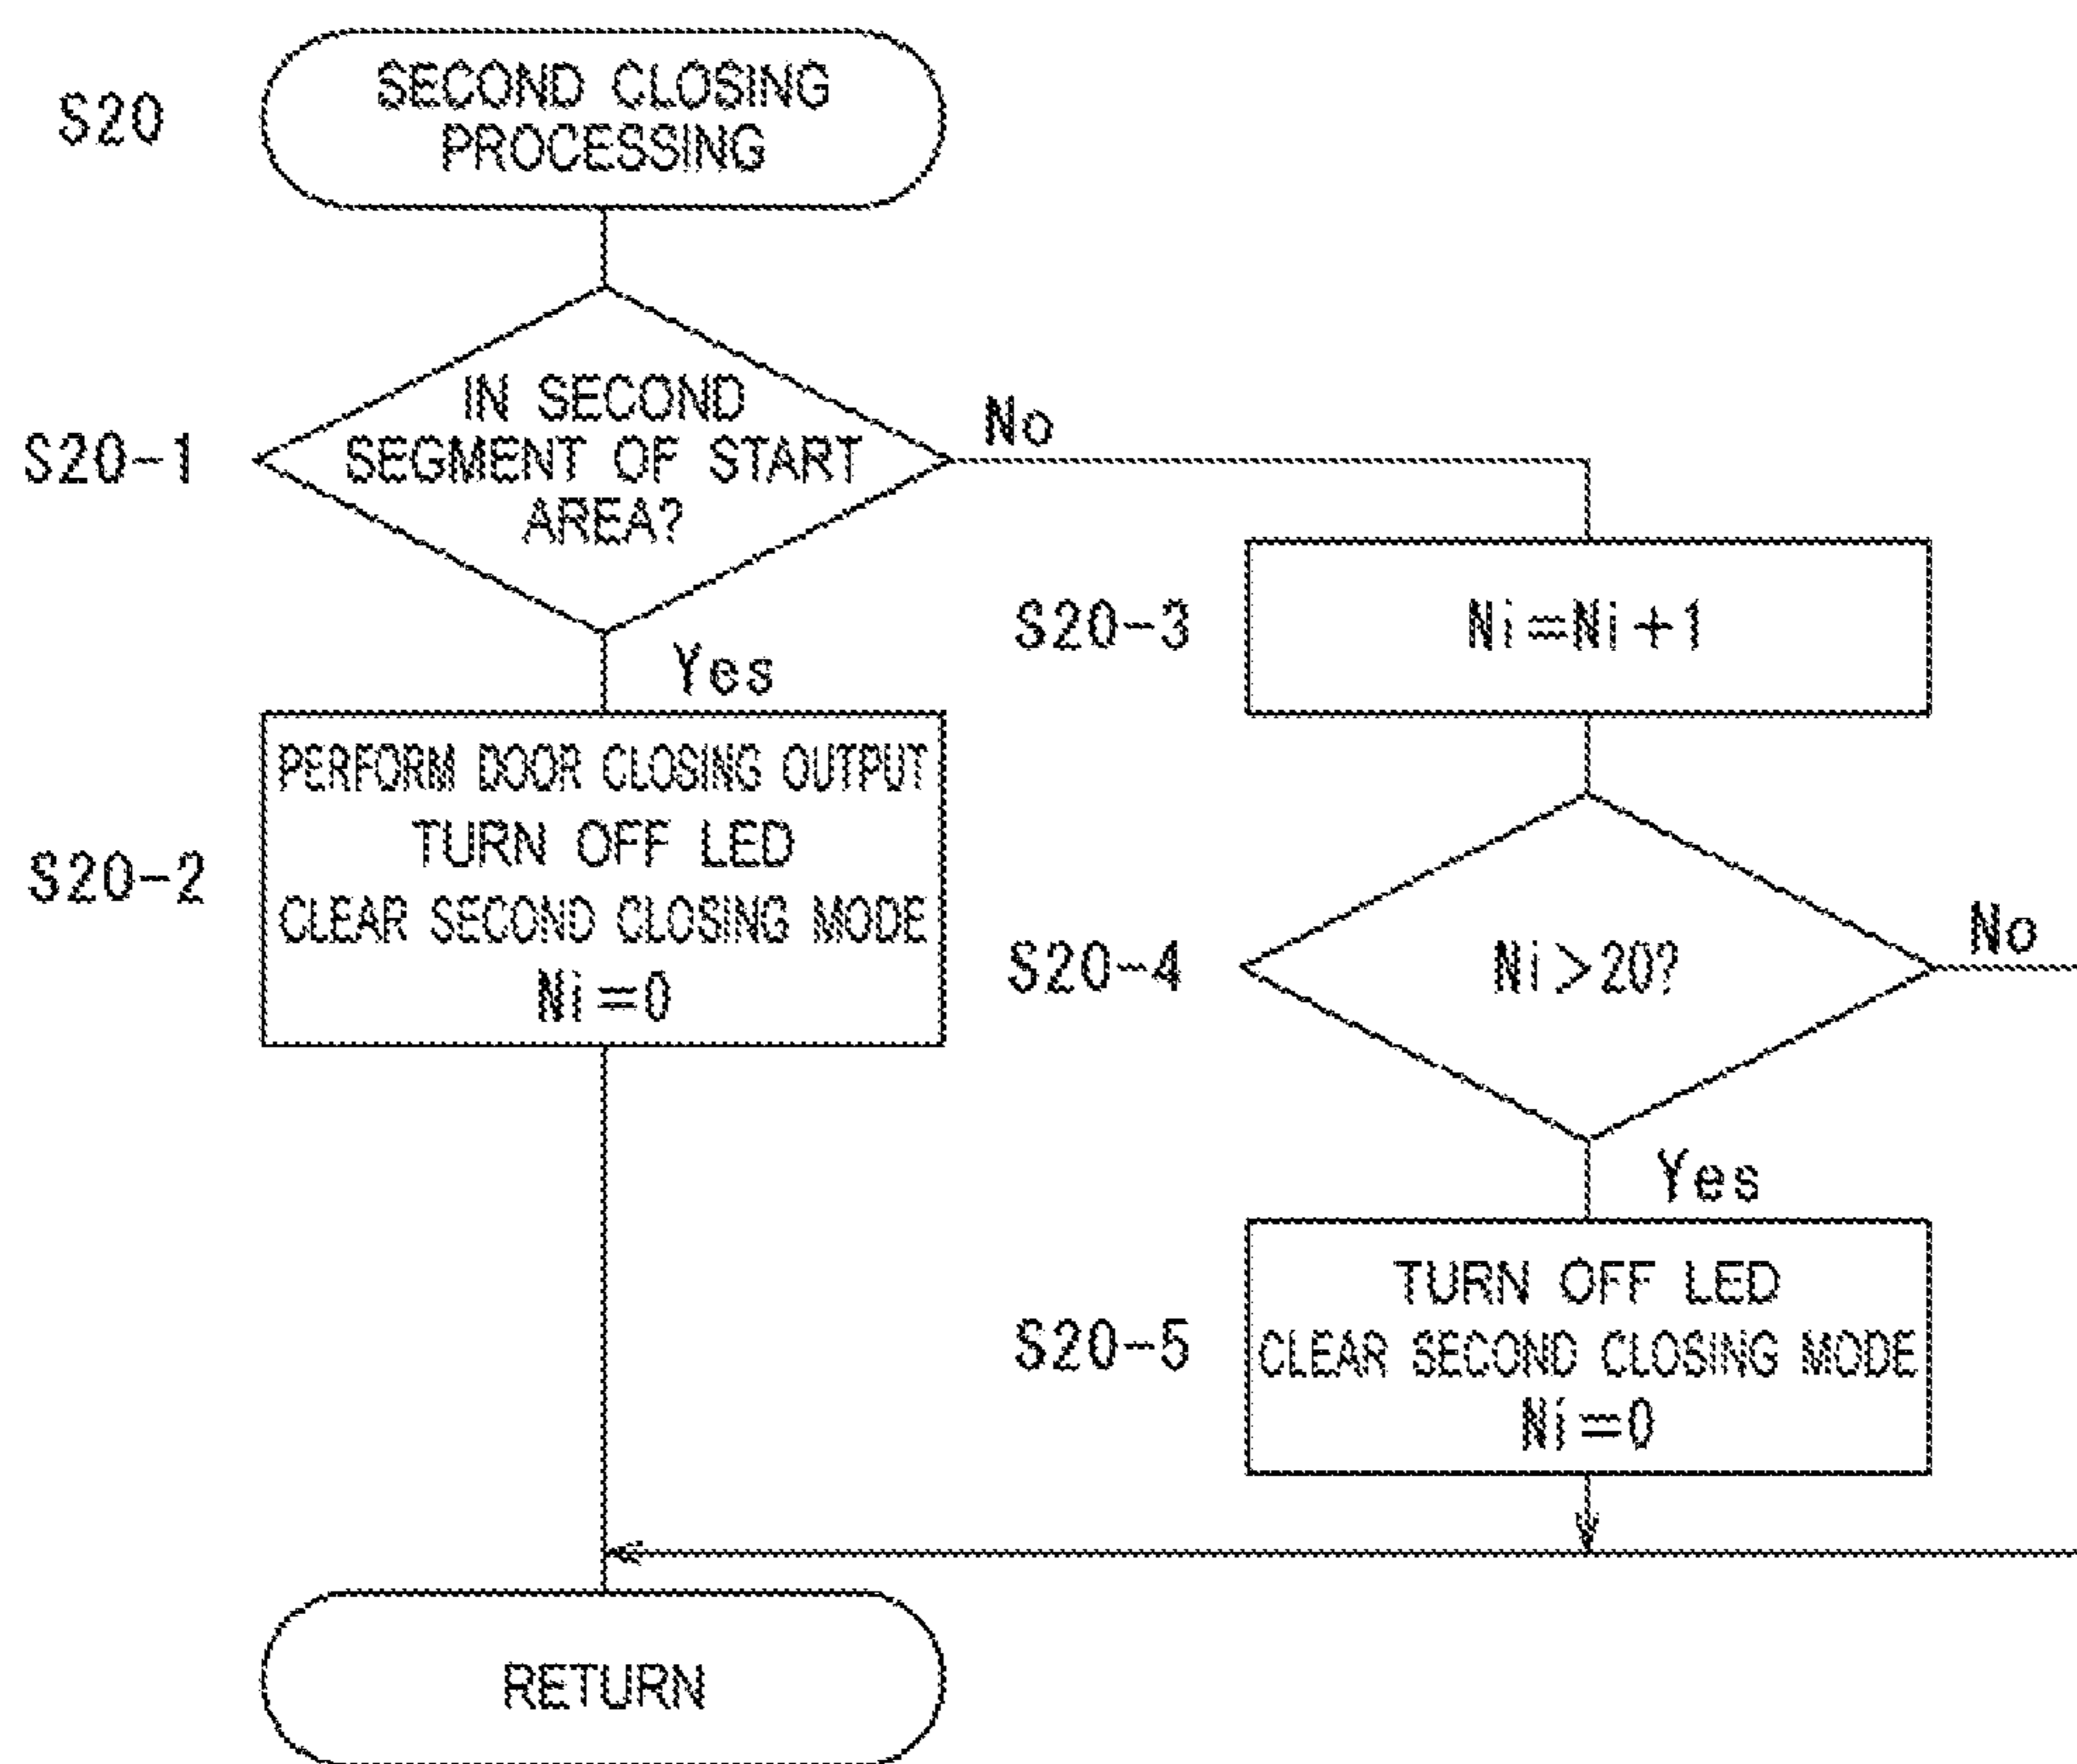 S20
SECOND CLOSING
PROCESSING
S20-1
IN SECOND
SEGMENT OF START
AREA?
No
Yes
S20-2
PERFORM DOOR CLOSING OUTPUT
TURN OFF LED
CLEAR SECOND CLOSING MODE
Ni=0
S20-3
Ni=Ni+1
S20-4
Ni>20?
No
Yes
S20-5
TURN OFF LED
CLEAR SECOND CLOSING MODE
Ni=0
RETURN